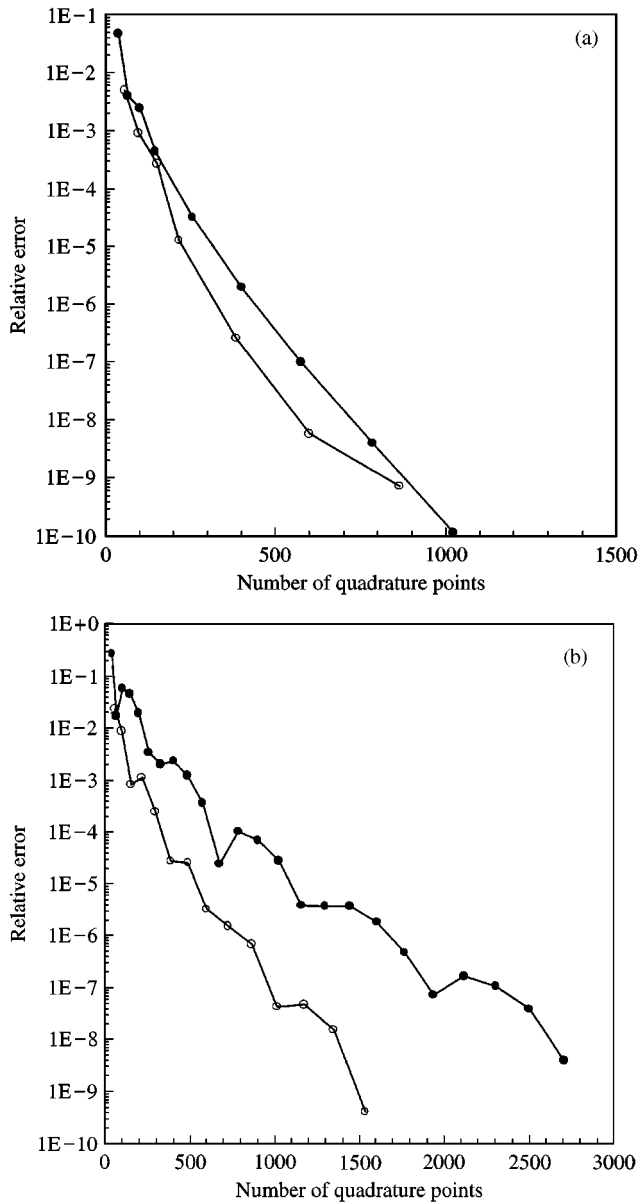 (a)
1E−1
1E−2
1E−3
1E−4
1E−5
1E−6
1E−7
1E−8
1E−9
1E−10
Relative error
0
500
1000
1500
Number of quadrature points
(b)
1E+0
1E−1
1E−2
1E−3
1E−4
1E−5
1E−6
1E−7
1E−8
1E−9
1E−10
Relative error
0
500
1000
1500
2000
2500
3000
Number of quadrature points